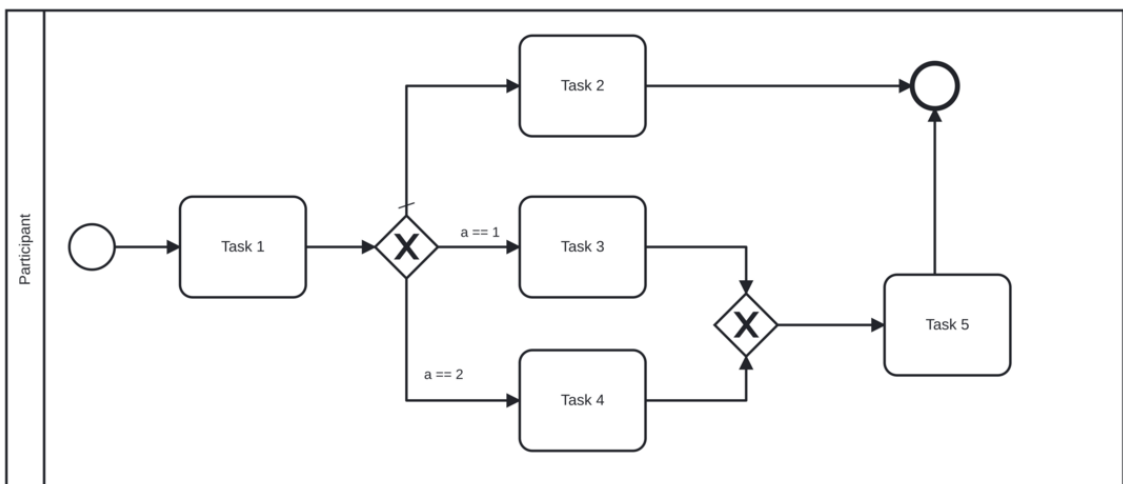 Participant
Task 1
Task 2
a == 1
Task 3
a == 2
Task 4
Task 5